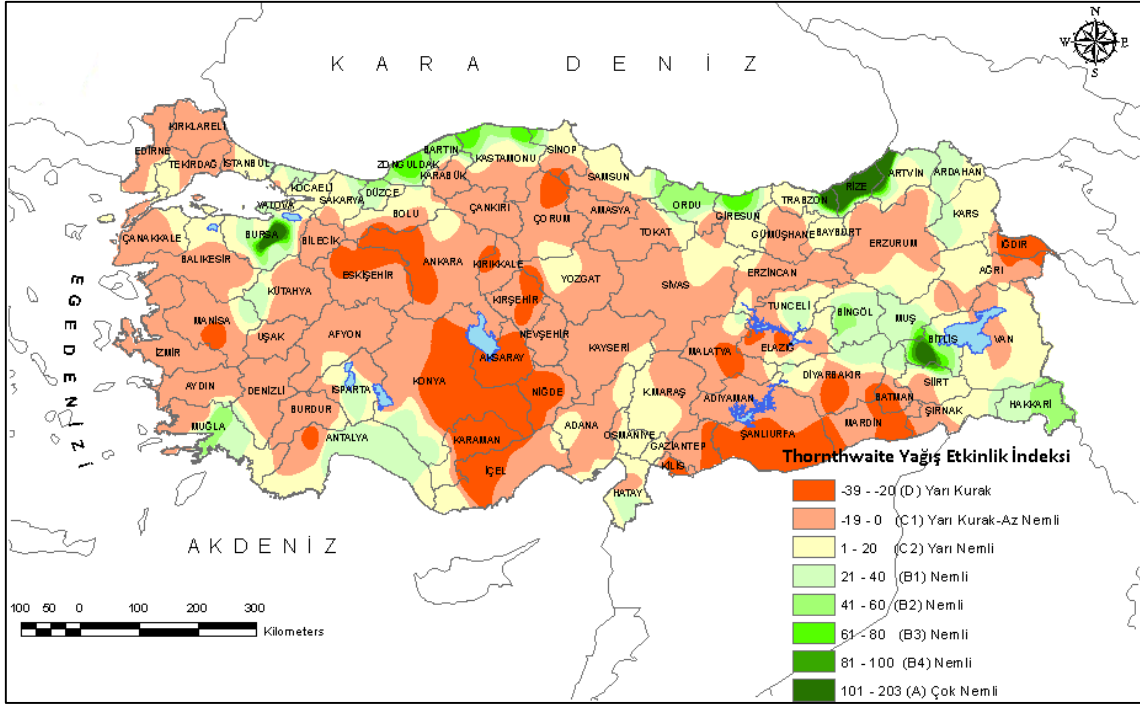 N
W E
S
K A R A D E N İ Z
KIRKLARELİ
EDİRNE
TEKİRDAĞ
İSTANBUL
KOCAELİ
YALOVA
SAKARYA
DÜZCE
ZONGULDAK
BARTIN
KARABÜK
KASTAMONU
SİNOP
SAMSUN
BOLU
ÇANKIRI
ÇORUM
AMASYA
TOKAT
ORDU
GİRESUN
TRABZON
RİZE
ARTVİN
ARDAHAN
KARS
GÜMÜŞHANE
BAYBURT
ERZURUM
IĞDIR
AĞRI
ÇANAKKALE
BALIKESİR
BURSA
BİLECİK
ESKİŞEHİR
ANKARA
KIRIKKALE
YOZGAT
SİVAS
ERZİNCAN
TUNCELİ
BİNGÖL
MUŞ
BİTLİS
VAN
KÜTAHYA
MANİSA
UŞAK
AFYON
KIRŞEHİR
NEVŞEHİR
AKSARAY
KAYSERİ
MALATYA
ELAZIĞ
DİYARBAKIR
SİİRT
BATMAN
ŞIRNAK
HAKKARİ
İZMİR
AYDIN
DENİZLİ
BURDUR
ISPARTA
KONYA
NİĞDE
K.MARAŞ
ADIYAMAN
MARDİN
MUĞLA
ANTALYA
KARAMAN
İÇEL
ADANA
OSMANİYE
GAZİANTEP
KİLİS
ŞANLIURFA
HATAY
E G E D E N İ Z İ
A K D E N İ Z
100 50 0 100 200 300
Kilometers
Thornthwaite Yağış Etkinlik İndeksi
-39 - -20 (D) Yarı Kurak
-19 - 0 (C1) Yarı Kurak-Az Nemli
1 - 20 (C2) Yarı Nemli
21 - 40 (B1) Nemli
41 - 60 (B2) Nemli
61 - 80 (B3) Nemli
81 - 100 (B4) Nemli
101 - 203 (A) Çok Nemli